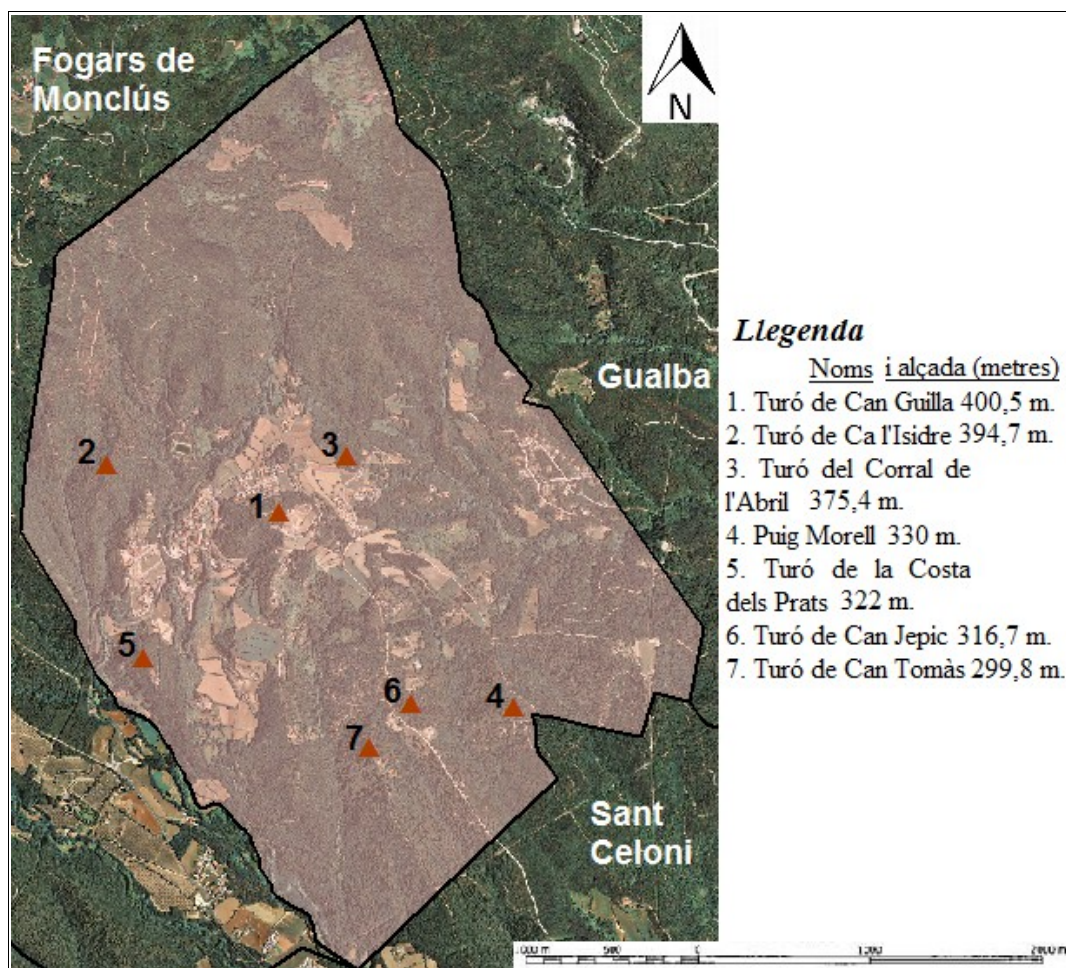 Fogars de
Monclús
N
Gualba
2
3
1
5
6
4
7
Sant
Celoni
Llegenda
Noms i alçada (metres)
1. Turó de Can Guilla 400,5 m.
2. Turó de Ca l'Isidre 394,7 m.
3. Turó del Corral de
l'Abril 375,4 m.
4. Puig Morell 330 m.
5. Turó de la Costa
dels Prats 322 m.
6. Turó de Can Jepic 316,7 m.
7. Turó de Can Tomàs 299,8 m.
500 0 1000 2000 m